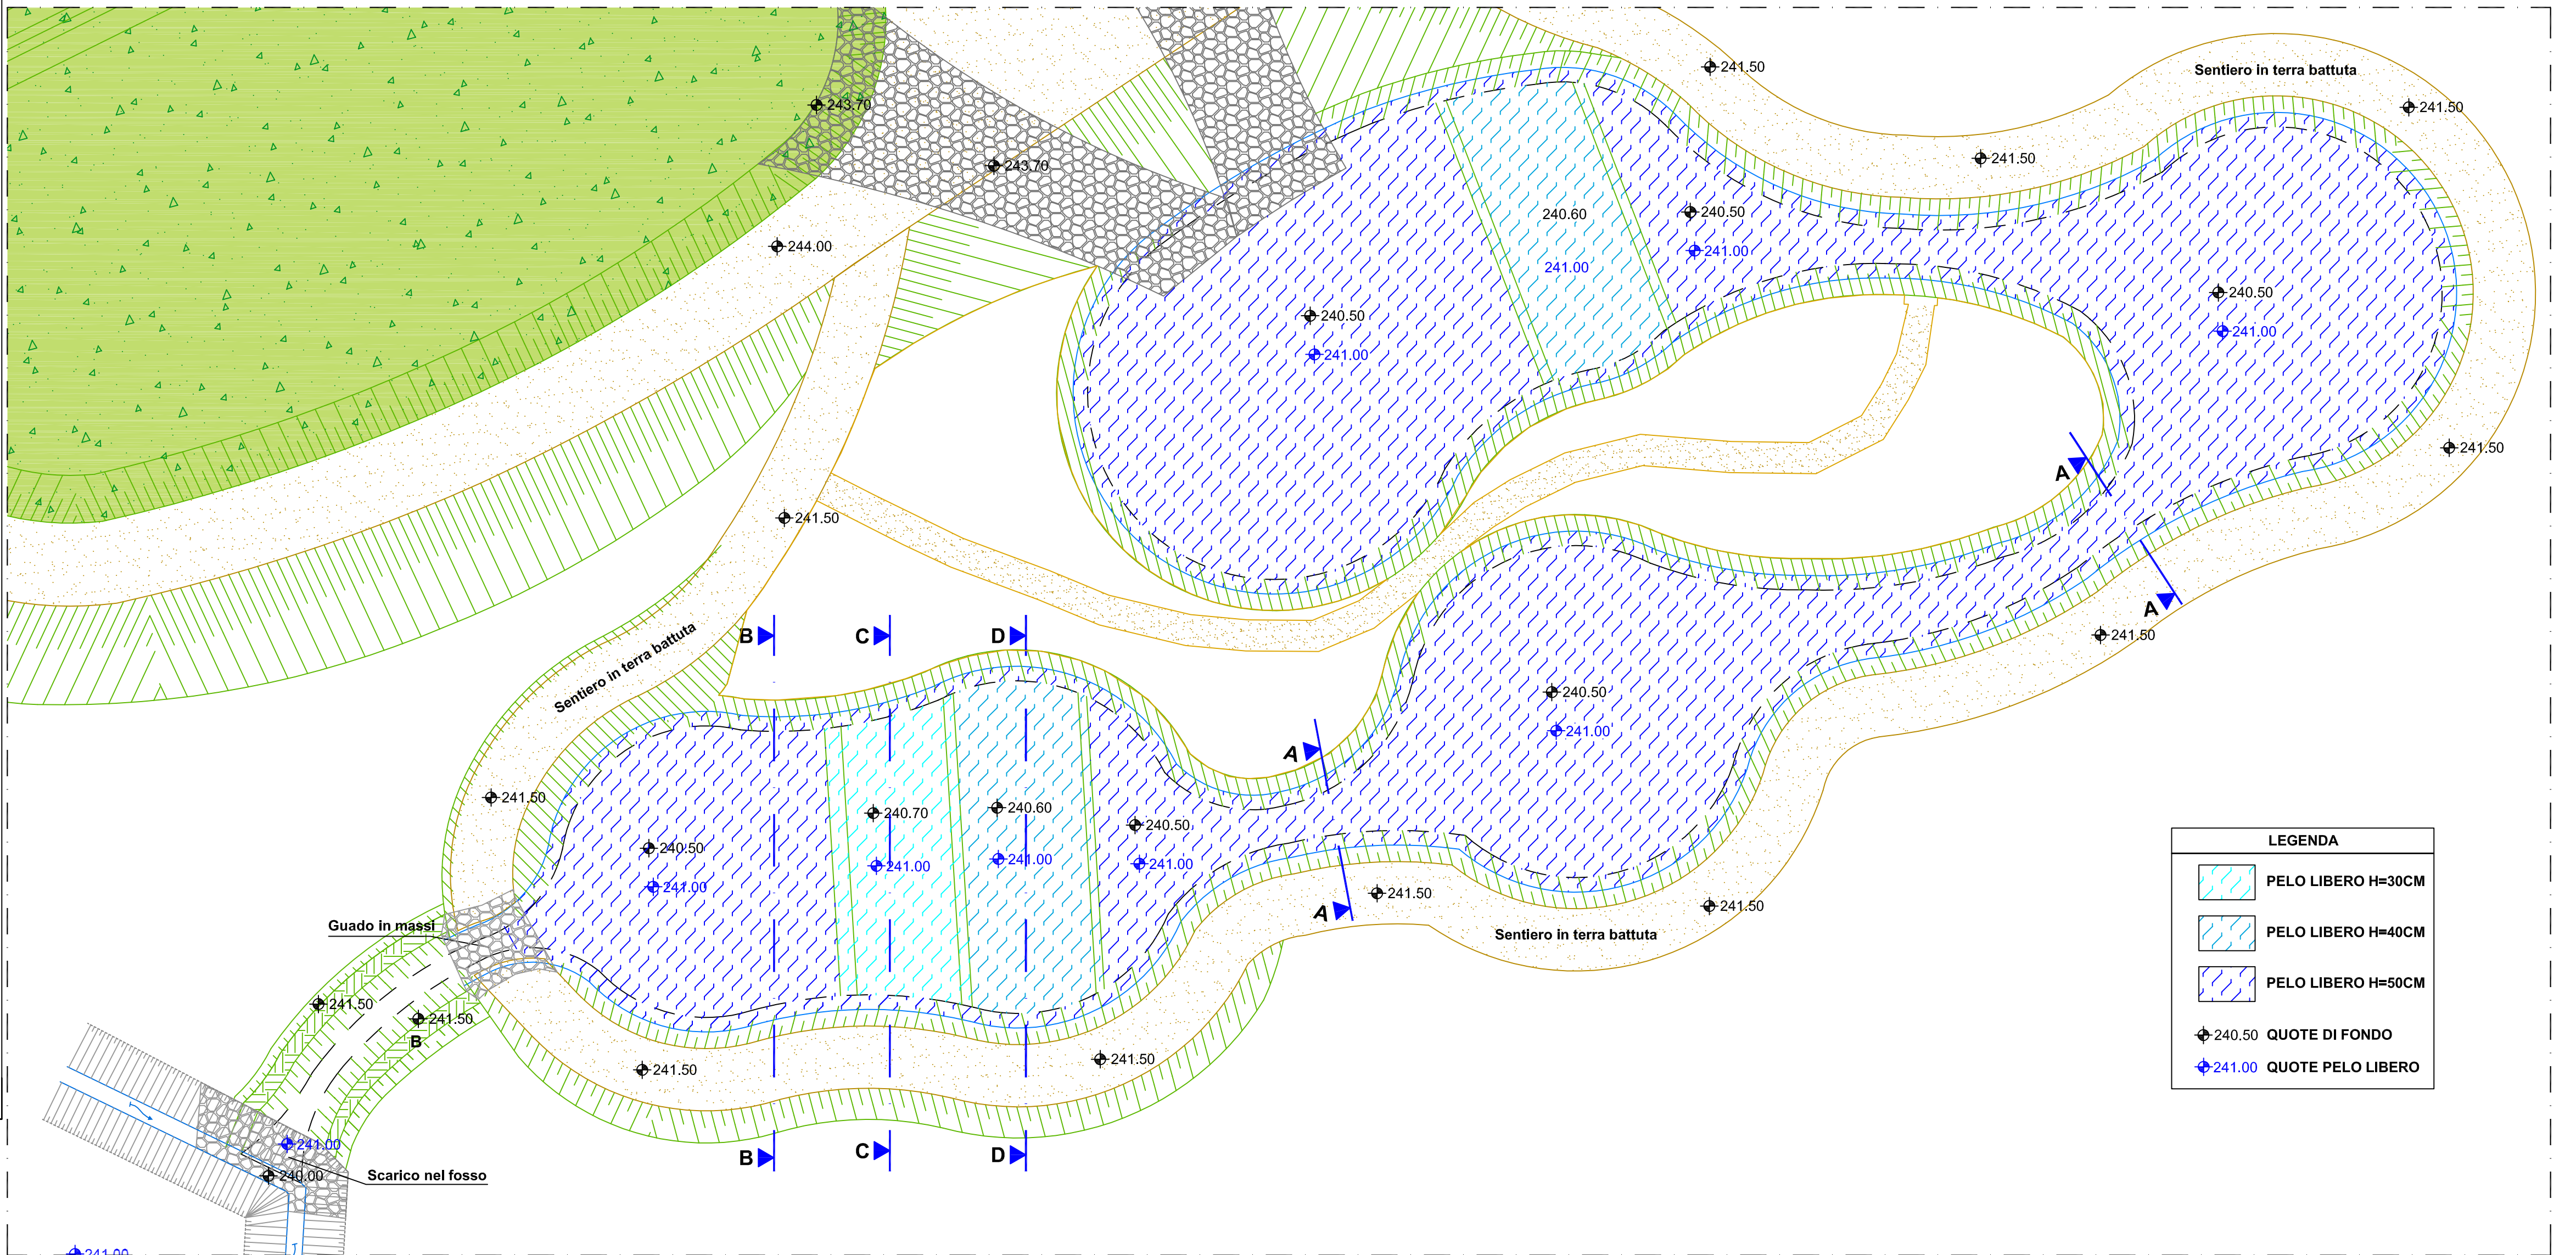 241.50
Sentiero in terra battuta
241.50
243.70
243.70
241.50
240.60
240.50
244.00
241.00
241.00
240.50
241.00
240.50
241.00
241.50
A
241.50
A
241.50
B
C
D
Sentiero in terra battuta
240.50
241.00
A
241.50
240.70
240.60
240.50
240.50
241.00
241.00
241.00
241.00
241.50
A
241.50
Sentiero in terra battuta
Guado in massi
241.50
241.50
B
241.50
241.50
B
C
D
241.00
240.00
Scarico nel fosso
241.00
LEGENDA
PELO LIBERO H=30CM
PELO LIBERO H=40CM
PELO LIBERO H=50CM
240.50 QUOTE DI FONDO
241.00 QUOTE PELO LIBERO